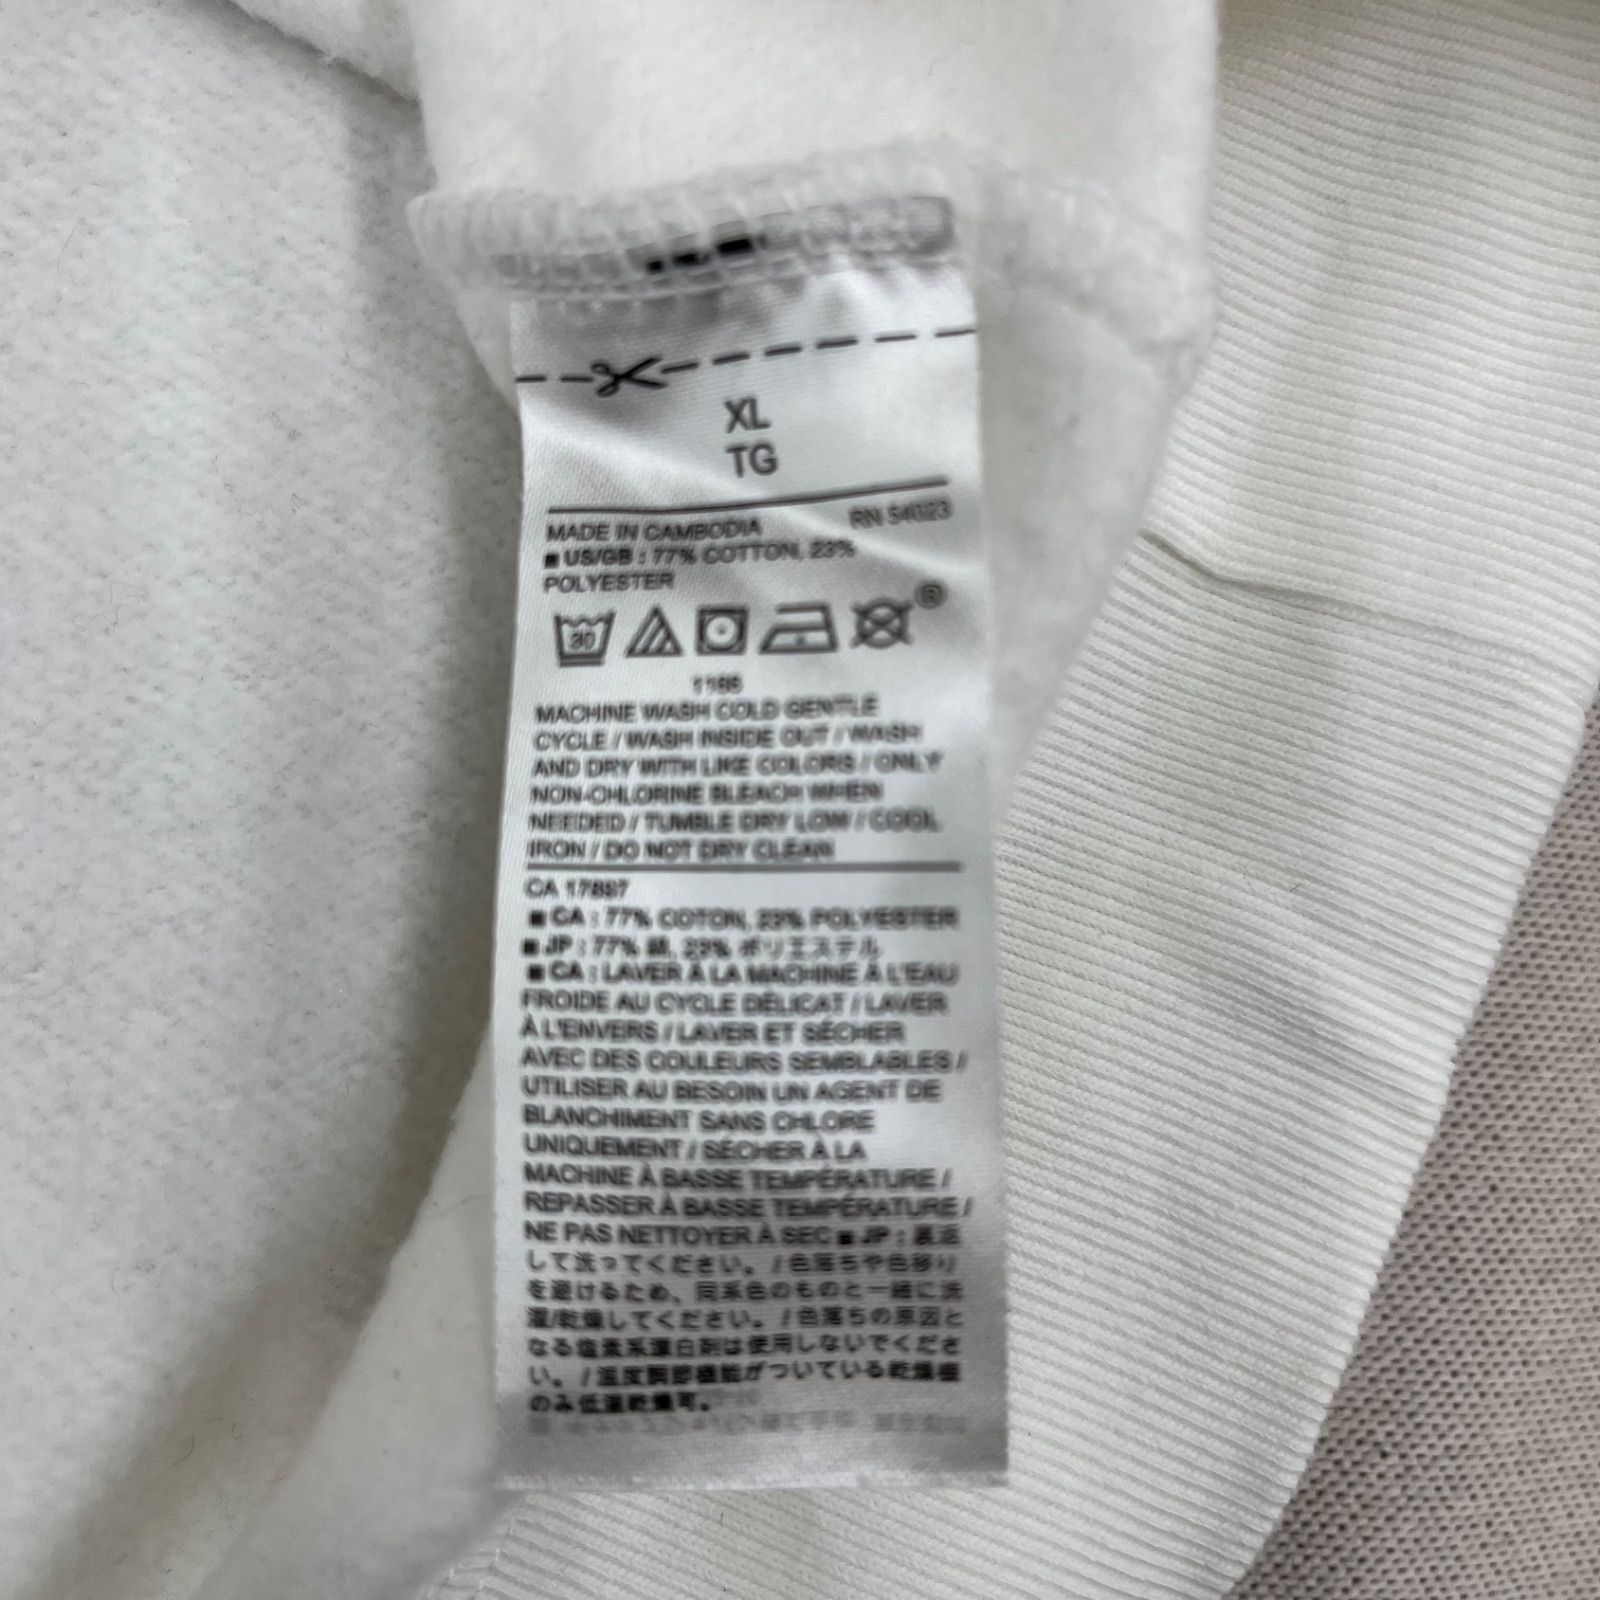 XL
TG
MADE IN CAMBODIA RN 54023
■ US/GB : 77% COTTON, 23%
POLYESTER
30
®
MACHINE WASH COLD GENTLE
CYCLE / WASH INSIDE OUT / WASH
AND DRY WITH LIKE COLORS / ONLY
NON-CHLORINE BLEACH WHEN
NEEDED / TUMBLE DRY LOW / COOL
IRON / DO NOT DRY CLEAN
CA 17897
■ CA : 77% COTON, 23% POLYESTER
■ JP : 77% 綿, 23% ポリエステル
■ CA : LAVER À LA MACHINE À L'EAU
FROIDE AU CYCLE DÉLICAT / LAVER
À L'ENVERS / LAVER ET SÉCHER
AVEC DES COULEURS SEMBLABLES /
UTILISER AU BESOIN UN AGENT DE
BLANCHIMENT SANS CHLORE
UNIQUEMENT / SÉCHER À LA
MACHINE À BASSE TEMPÉRATURE /
REPASSER À BASSE TEMPÉRATURE /
NE PAS NETTOYER À SEC ■ JP : 裏返
して洗ってください。/ 色落ちや色移り
を避けるため、同系色のものと一緒に洗
濯/乾燥してください。/ 色落ちの原因と
なる塩素系漂白剤は使用しないでくださ
い。/ 温度調節機能がついている乾燥機
のみ低温乾燥可。